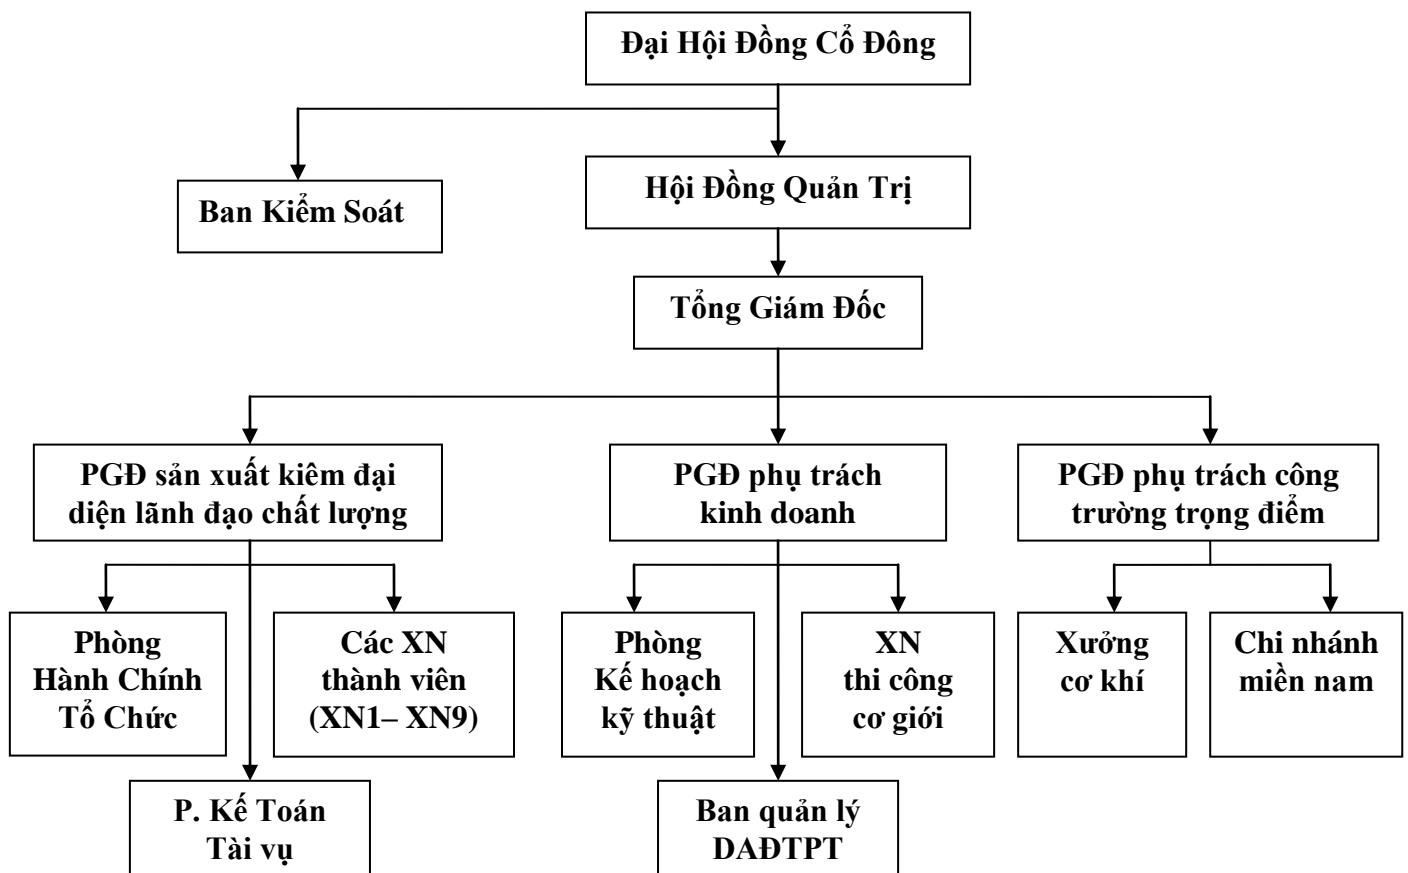 Đại Hội Đồng Cổ Đông
Hội Đồng Quản Trị
Ban Kiểm Soát
Tổng Giám Đốc
PGĐ sản xuất kiêm đại
diện lãnh đạo chất lượng
PGĐ phụ trách
kinh doanh
PGĐ phụ trách công
trường trọng điểm
Phòng
Hành Chính
Tổ Chức
Các XN
thành viên
(XN1– XN9)
Phòng
Kế hoạch
kỹ thuật
XN
thi công
cơ giới
Xưởng
cơ khí
Chi nhánh
miền nam
P. Kế Toán
Tài vụ
Ban quản lý
DAĐTPT